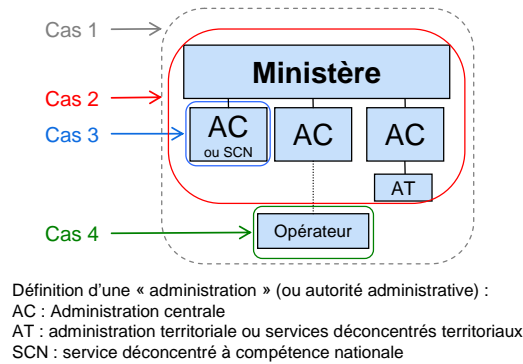 Cas 1
Ministère
Cas 2
Cas 3
AC
ou SCN
AC
AC
AT
Cas 4
Opérateur
Définition d'une « administration » (ou autorité administrative) :
AC : Administration centrale
AT : administration territoriale ou services déconcentrés territoriaux
SCN : service déconcentré à compétence nationale